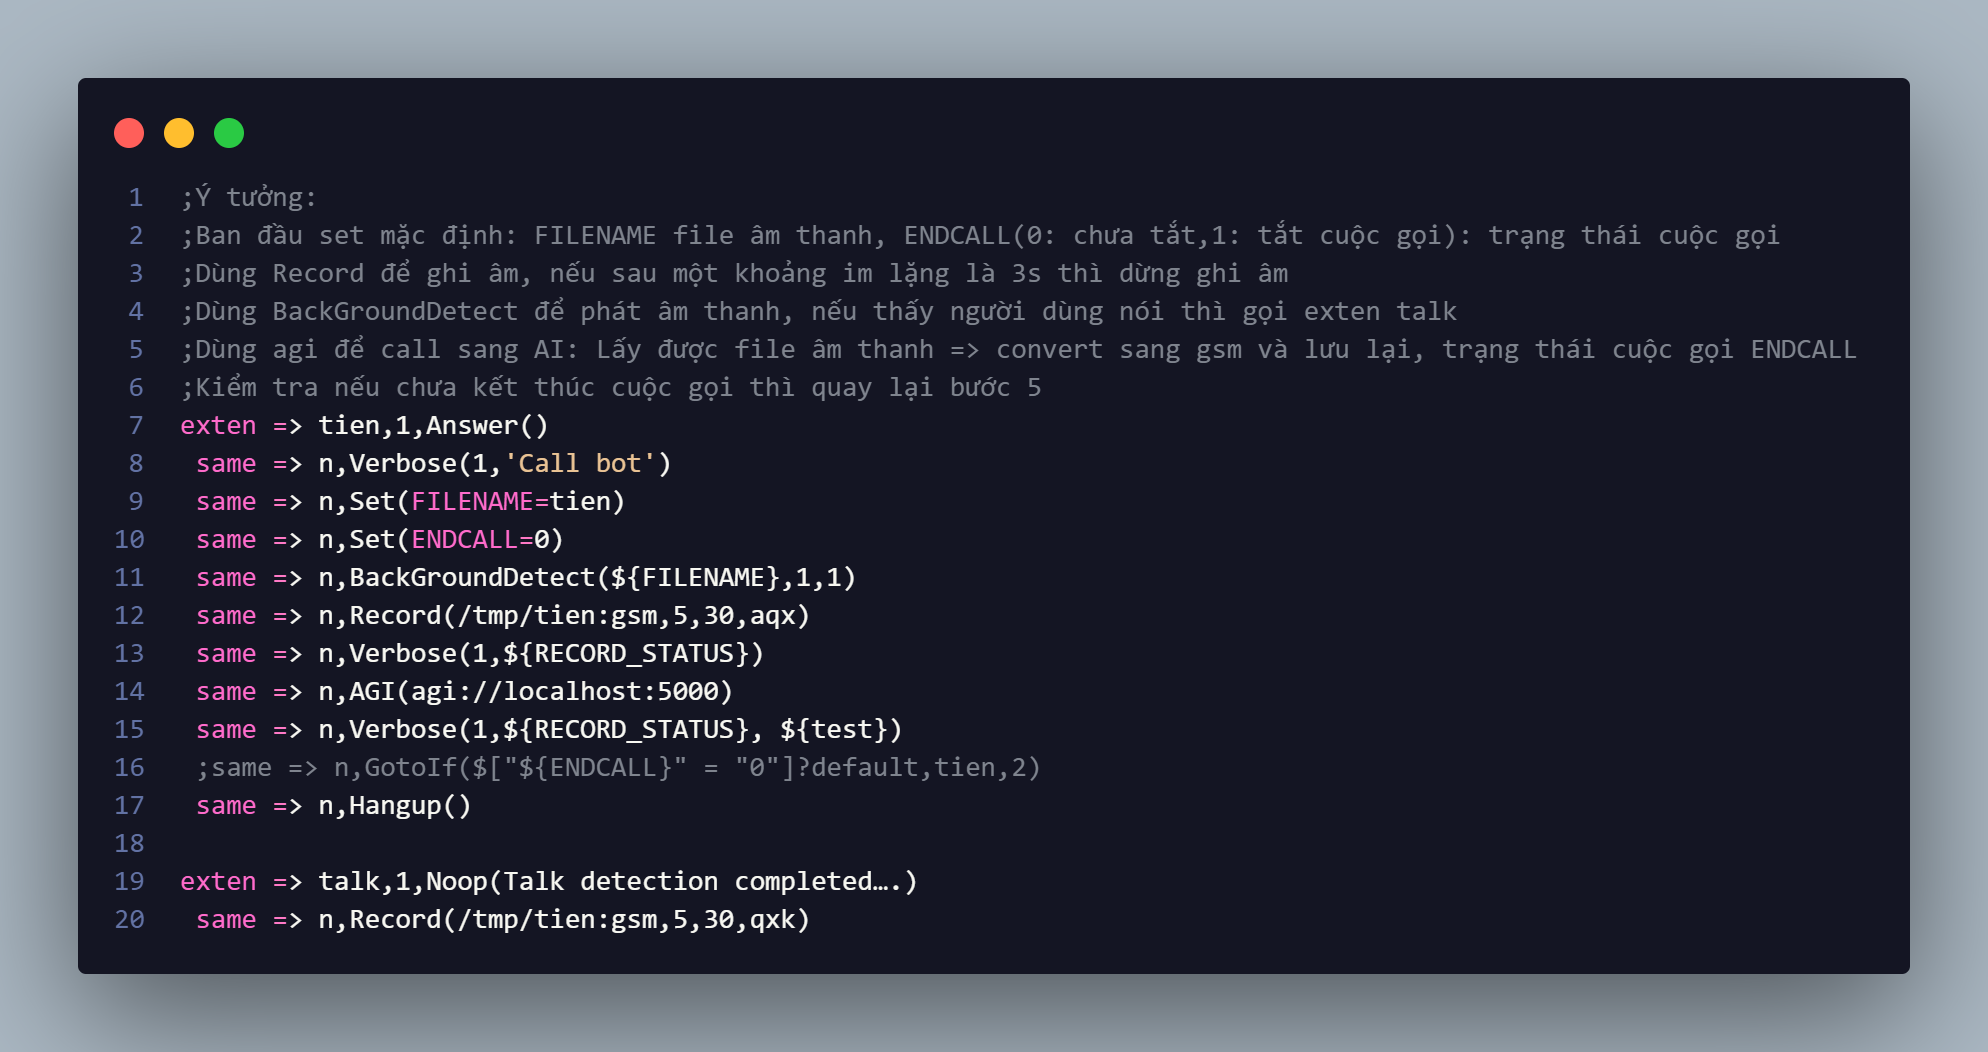 1 ;Ý tưởng:
2 ;Ban đầu set mặc định: FILENAME file âm thanh, ENDCALL(0: chưa tắt,1: tắt cuộc gọi): trạng thái cuộc gọi
3 ;Dùng Record để ghi âm, nếu sau một khoảng im lặng là 3s thì dừng ghi âm
4 ;Dùng BackGroundDetect để phát âm thanh, nếu thấy người dùng nói thì gọi exten talk
5 ;Dùng agi để call sang AI: Lấy được file âm thanh => convert sang gsm và lưu lại, trạng thái cuộc gọi ENDCALL
6 ;Kiểm tra nếu chưa kết thúc cuộc gọi thì quay lại bước 5
7 exten => tien,1,Answer()
8  same => n,Verbose(1,'Call bot')
9  same => n,Set(FILENAME=tien)
10  same => n,Set(ENDCALL=0)
11  same => n,BackGroundDetect(${FILENAME},1,1)
12  same => n,Record(/tmp/tien:gsm,5,30,aqx)
13  same => n,Verbose(1,${RECORD_STATUS})
14  same => n,AGI(agi://localhost:5000)
15  same => n,Verbose(1,${RECORD_STATUS}, ${test})
16  ;same => n,GotoIf($["${ENDCALL}" = "0"]?default,tien,2)
17  same => n,Hangup()
18
19 exten => talk,1,Noop(Talk detection completed….)
20  same => n,Record(/tmp/tien:gsm,5,30,qxk)